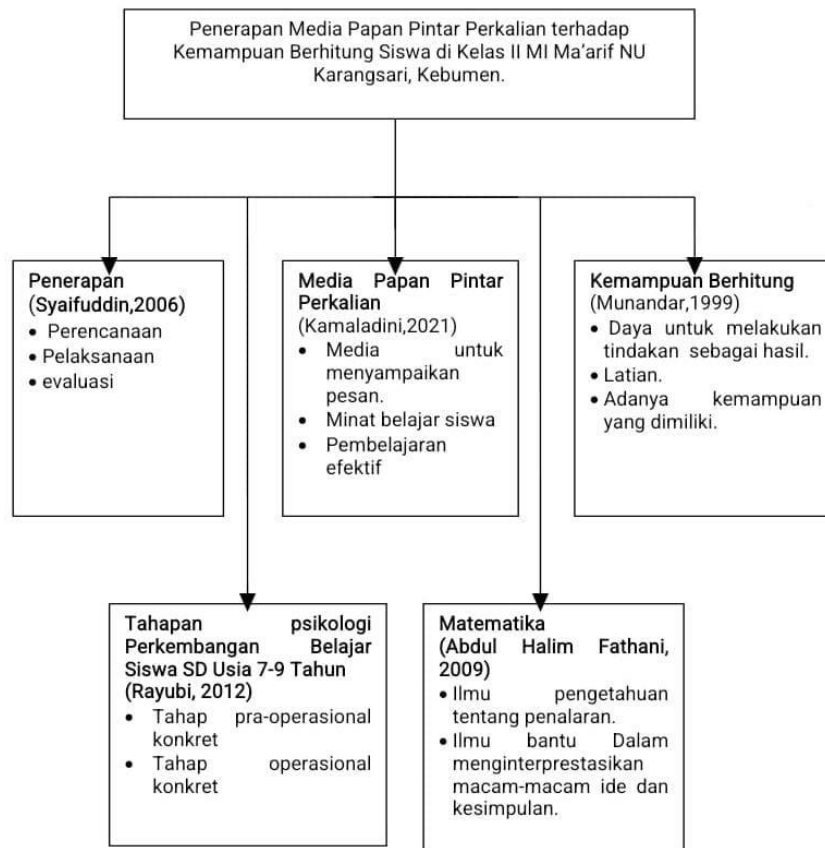 Penerapan Media Papan Pintar Perkalian terhadap
Kemampuan Berhitung Siswa di Kelas II MI Ma'arif NU
Karangsari, Kebumen.
Penerapan
(Syaifuddin,2006)
• Perencanaan
• Pelaksanaan
• evaluasi
Media Papan Pintar
Perkalian
(Kamaladini,2021)
• Media untuk
menyampaikan
pesan.
• Minat belajar siswa
• Pembelajaran
efektif
Kemampuan Berhitung
(Munandar,1999)
• Daya untuk melakukan
tindakan sebagai hasil.
• Latian.
• Adanya kemampuan
yang dimiliki.
Tahapan psikologi
Perkembangan Belajar
Siswa SD Usia 7-9 Tahun
(Rayubi, 2012)
• Tahap pra-operasional
konkret
• Tahap operasional
konkret
Matematika
(Abdul Halim Fathani,
2009)
• Ilmu pengetahuan
tentang penalaran.
• Ilmu bantu Dalam
menginterprestasikan
macam-macam ide dan
kesimpulan.